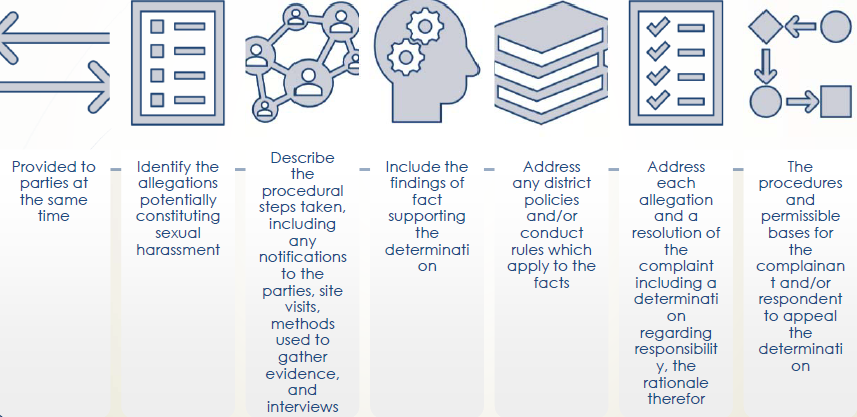 Provided to
parties at
the same
time
Identify the
allegations
potentially
constituting
sexual
harassment
Describe
the
procedural
steps taken,
including
any
notifications
to the
parties, site
visits,
methods
used to
gather
evidence,
and
interviews
Include the
findings of
fact
supporting
the
determinati
on
Address
any district
policies
and/or
conduct
rules which
apply to the
facts
Address
each
allegation
and a
resolution of
the
complaint
including a
determinati
on
regarding
responsibilit
y, the
rationale
therefor
The
procedures
and
permissible
bases for
the
complainan
t and/or
respondent
to appeal
the
determinati
on